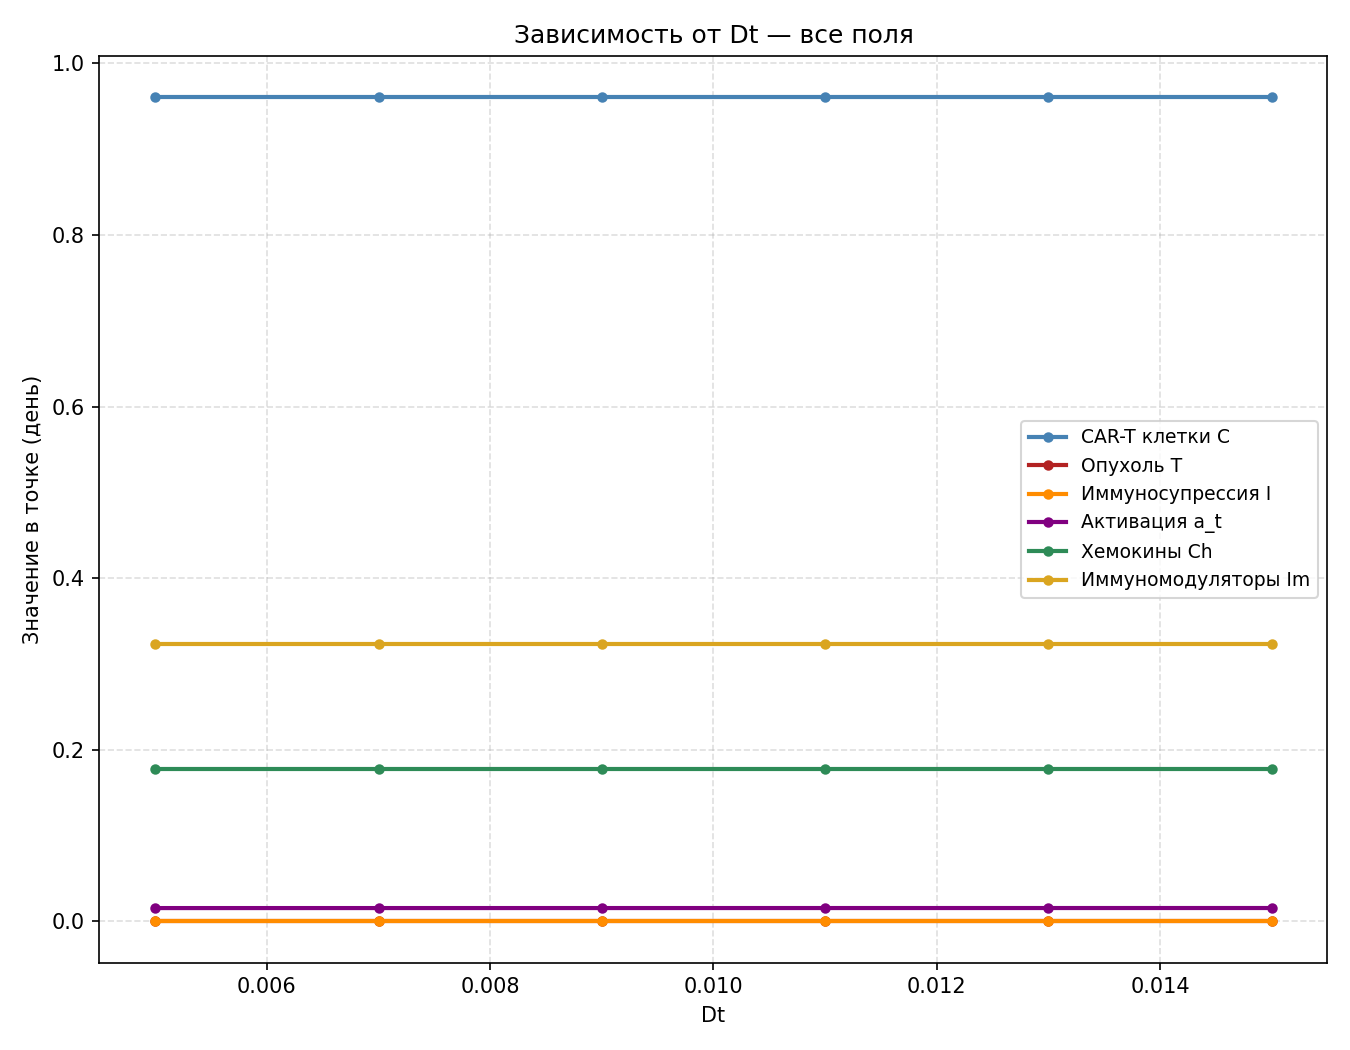 Зависимость от Dt — все поля
1.0
0.8
0.6
0.4
0.2
0.0
Значение в точке (день)
CAR-T клетки C
Опухоль T
Иммуносупрессия I
Активация a_t
Хемокины Ch
Иммуномодуляторы Im
0.006 0.008 0.010 0.012 0.014
Dt